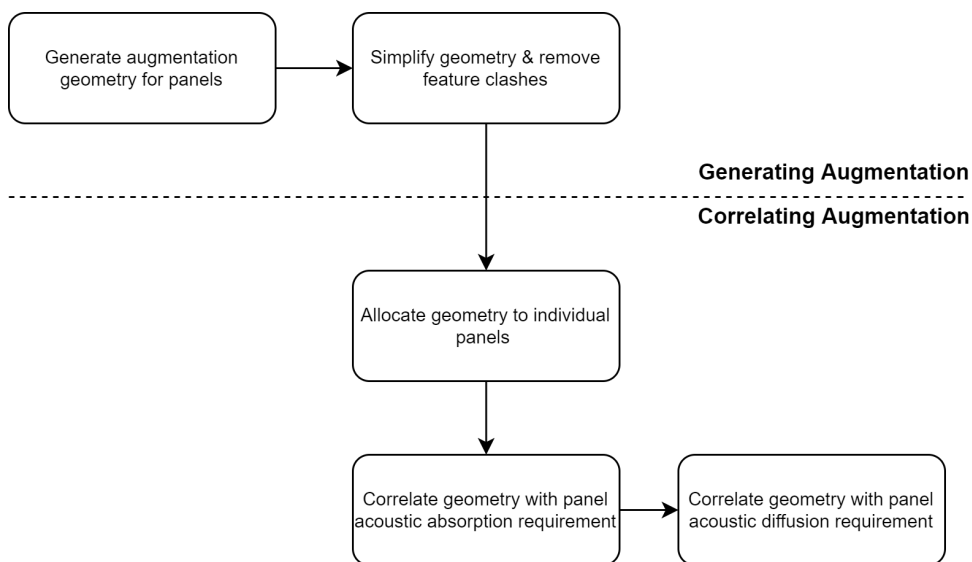 Generate augmentation
geometry for panels
Simplify geometry & remove
feature clashes
Generating Augmentation
Correlating Augmentation
Allocate geometry to individual
panels
Correlate geometry with panel
acoustic absorption requirement
Correlate geometry with panel
acoustic diffusion requirement